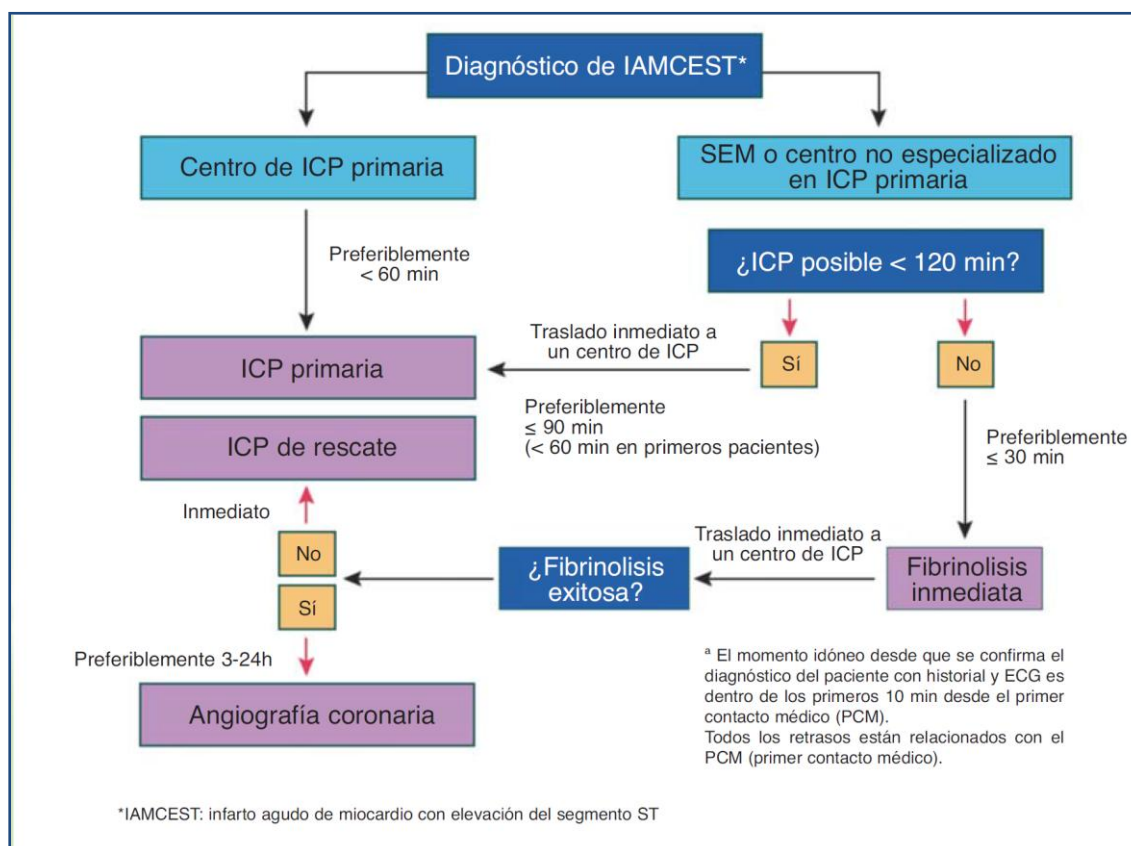 Diagnóstico de IAMCEST*
Centro de ICP primaria
SEM o centro no especializado
en ICP primaria
Preferiblemente
< 60 min
¿ICP posible < 120 min?
Traslado inmediato a
un centro de ICP
Sí
No
ICP primaria
Preferiblemente
≤ 90 min
(< 60 min en primeros pacientes)
Preferiblemente
≤ 30 min
ICP de rescate
Inmediato
No
Sí
¿Fibrinolisis
exitosa?
Traslado inmediato a
un centro de ICP
Fibrinolisis
inmediata
Preferiblemente 3-24h
Angiografía coronaria
ª El momento idóneo desde que se confirma el
diagnóstico del paciente con historial y ECG es
dentro de los primeros 10 min desde el primer
contacto médico (PCM).
Todos los retrasos están relacionados con el
PCM (primer contacto médico).
*IAMCEST: infarto agudo de miocardio con elevación del segmento ST